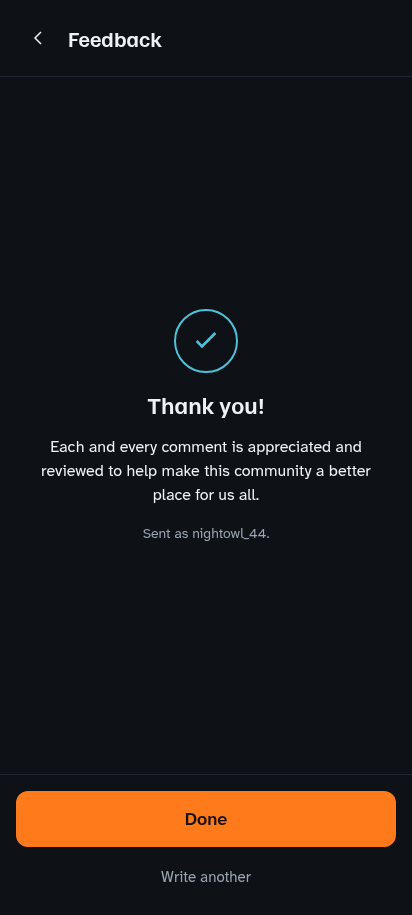 Feedback
Thank you!
Each and every comment is appreciated and
reviewed to help make this community a better
place for us all.
Sent as nightowl_44.
Done
Write another